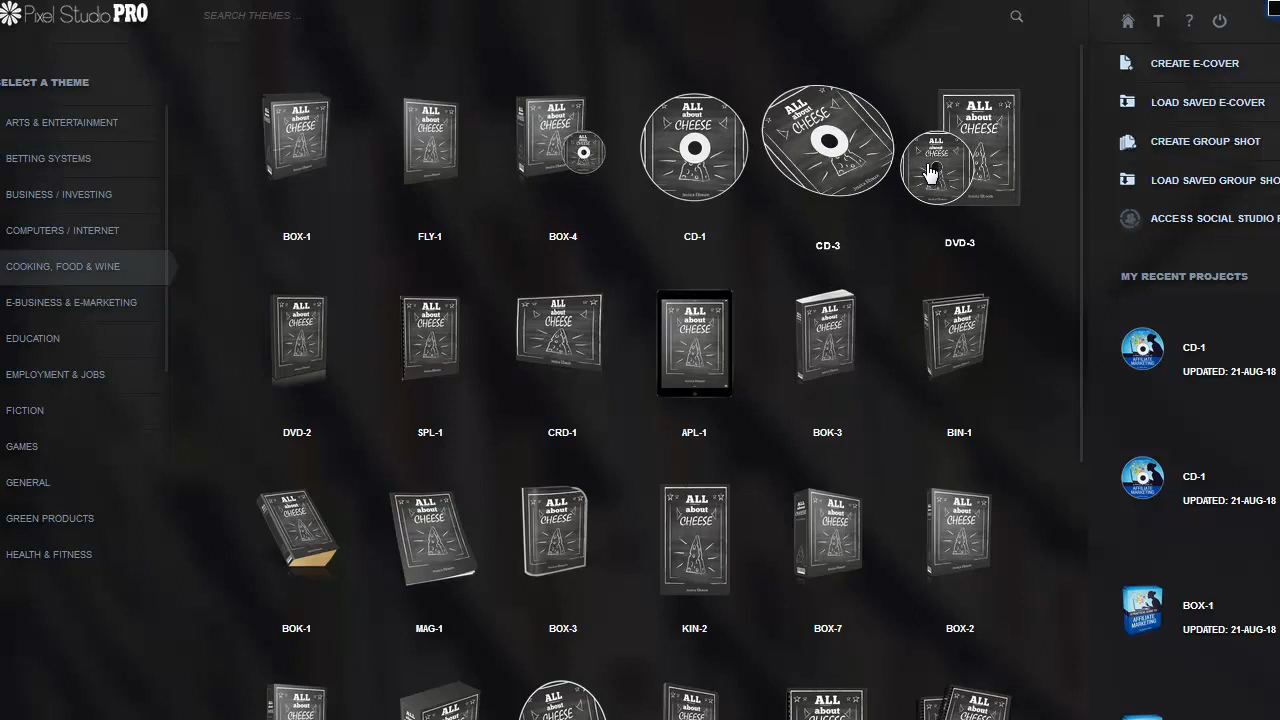 Pixel Studio PRO
SEARCH THEMES ...
T ?
ELECT A THEME
ARTS & ENTERTAINMENT
BETTING SYSTEMS
BUSINESS / INVESTING
COMPUTERS / INTERNET
COOKING, FOOD & WINE
E-BUSINESS & E-MARKETING
EDUCATION
EMPLOYMENT & JOBS
FICTION
GAMES
GENERAL
GREEN PRODUCTS
HEALTH & FITNESS
ALL about CHEESE
BOX-1
FLY-1
BOX-4
CD-1
CD-3
DVD-3
DVD-2
SPL-1
CRD-1
APL-1
BOK-3
BIN-1
BOK-1
MAG-1
BOX-3
KIN-2
BOX-7
BOX-2
CREATE E-COVER
LOAD SAVED E-COVER
CREATE GROUP SHOT
LOAD SAVED GROUP SHO
ACCESS SOCIAL STUDIO
MY RECENT PROJECTS
CD-1
UPDATED: 21-AUG-18
CD-1
UPDATED: 21-AUG-18
BOX-1
UPDATED: 21-AUG-18
AFFILIATE MARKETING